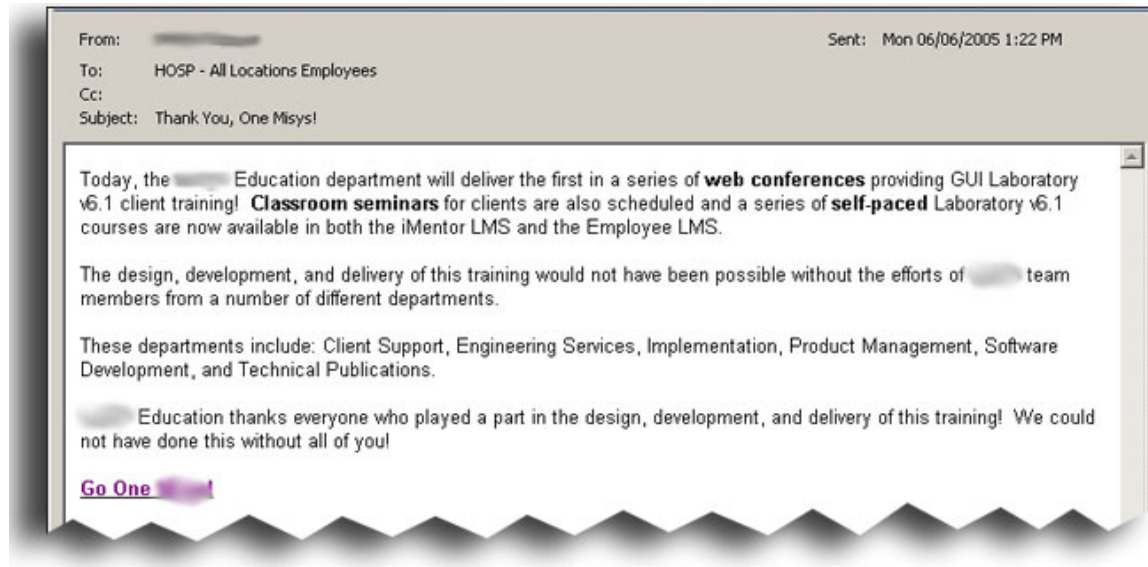 From:
Sent: Mon 06/06/2005 1:22 PM
To: HOSP - All Locations Employees
Cc:
Subject: Thank You, One Misys!
Today, the Education department will deliver the first in a series of web conferences providing GUI Laboratory
v6.1 client training! Classroom seminars for clients are also scheduled and a series of self-paced Laboratory v6.1
courses are now available in both the iMentor LMS and the Employee LMS.
The design, development, and delivery of this training would not have been possible without the efforts of team
members from a number of different departments.
These departments include: Client Support, Engineering Services, Implementation, Product Management, Software
Development, and Technical Publications.
Education thanks everyone who played a part in the design, development, and delivery of this training! We could
not have done this without all of you!
Go One !